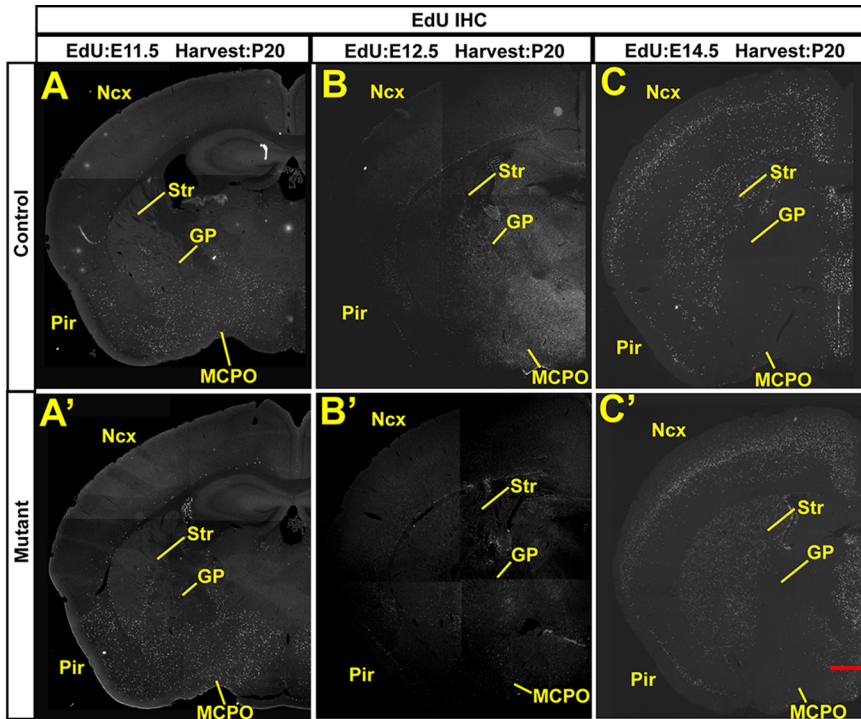 EdU IHC
EdU:E11.5 Harvest:P20
EdU:E12.5 Harvest:P20
EdU:E14.5 Harvest:P20
Control
A
Ncx
Str
GP
Pir
MCPO
B
Ncx
Str
GP
Pir
MCPO
C
Ncx
Str
GP
Pir
MCPO
Mutant
A’
Ncx
Str
GP
Pir
MCPO
B’
Ncx
Str
GP
Pir
MCPO
C’
Ncx
Str
GP
Pir
MCPO